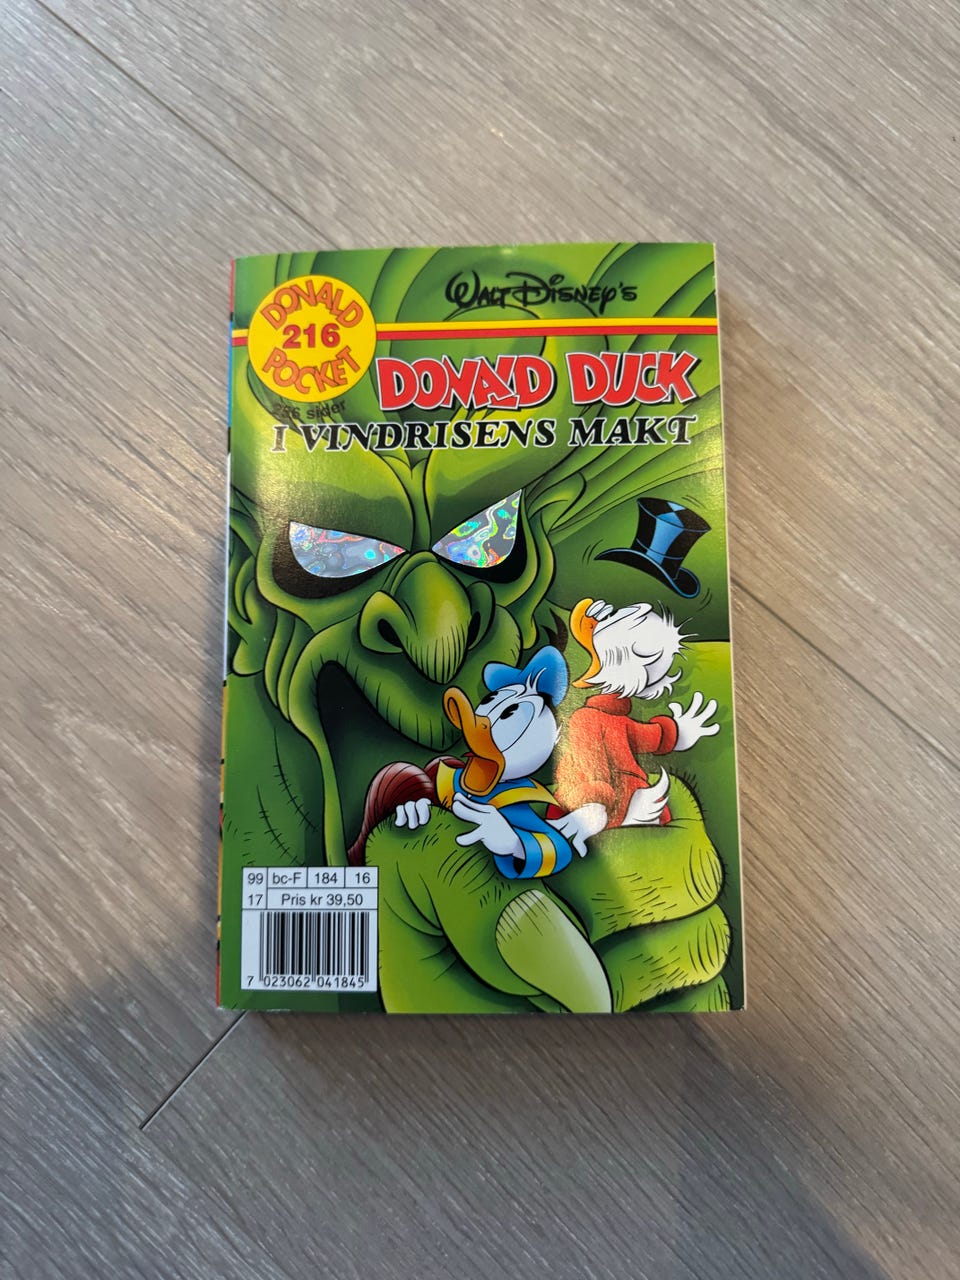 WALT DISNEY'S
DONALD
216
POCKET
256 sider
DONALD DUCK
I VINDRISENS MAKT
99 bc-F 184 16
17 Pris kr 39,50
7 023062 041845